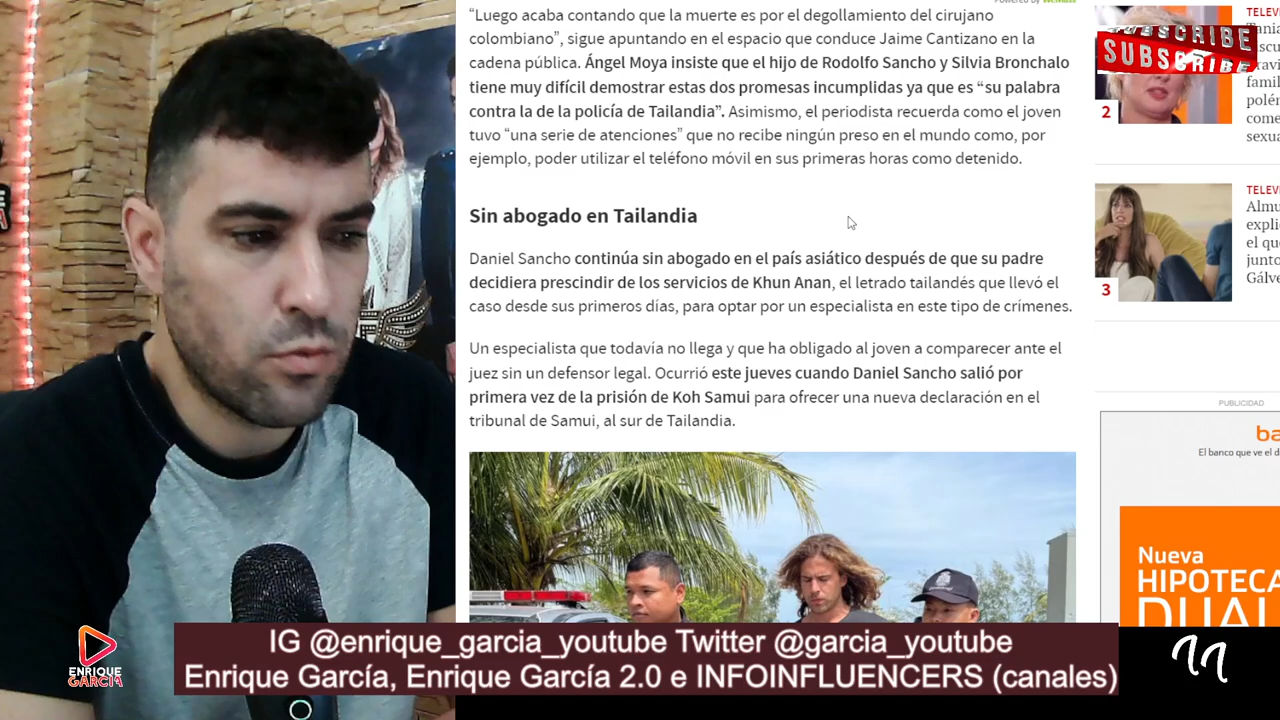 Powered by
“Luego acaba contando que la muerte es por el degollamiento del cirujano
colombiano”, sigue apuntando en el espacio que conduce Jaime Cantizano en la
cadena pública. Ángel Moya insiste que el hijo de Rodolfo Sancho y Silvia Bronchalo
tiene muy difícil demostrar estas dos promesas incumplidas ya que es “su palabra
contra la de la policía de Tailandia”. Asimismo, el periodista recuerda como el joven
tuvo “una serie de atenciones” que no recibe ningún preso en el mundo como, por
ejemplo, poder utilizar el teléfono móvil en sus primeras horas como detenido.
Sin abogado en Tailandia
Daniel Sancho continúa sin abogado en el país asiático después de que su padre
decidiera prescindir de los servicios de Khun Anan, el letrado tailandés que llevó el
caso desde sus primeros días, para optar por un especialista en este tipo de crímenes.
Un especialista que todavía no llega y que ha obligado al joven a comparecer ante el
juez sin un defensor legal. Ocurrió este jueves cuando Daniel Sancho salió por
primera vez de la prisión de Koh Samui para ofrecer una nueva declaración en el
tribunal de Samui, al sur de Tailandia.
SUBSCRIBE
SUBSCRIBE
2
3
TELEVI
Almu
explic
el que
junto
Gálve
PUBLICIDAD
El banco que ve el d
Nueva
HIPOTECA
DUAL
ENRIQUE
GARCÍA
IG @enrique_garcia_youtube Twitter @garcia_youtube
Enrique García, Enrique García 2.0 e INFOINFLUENCERS (canales)